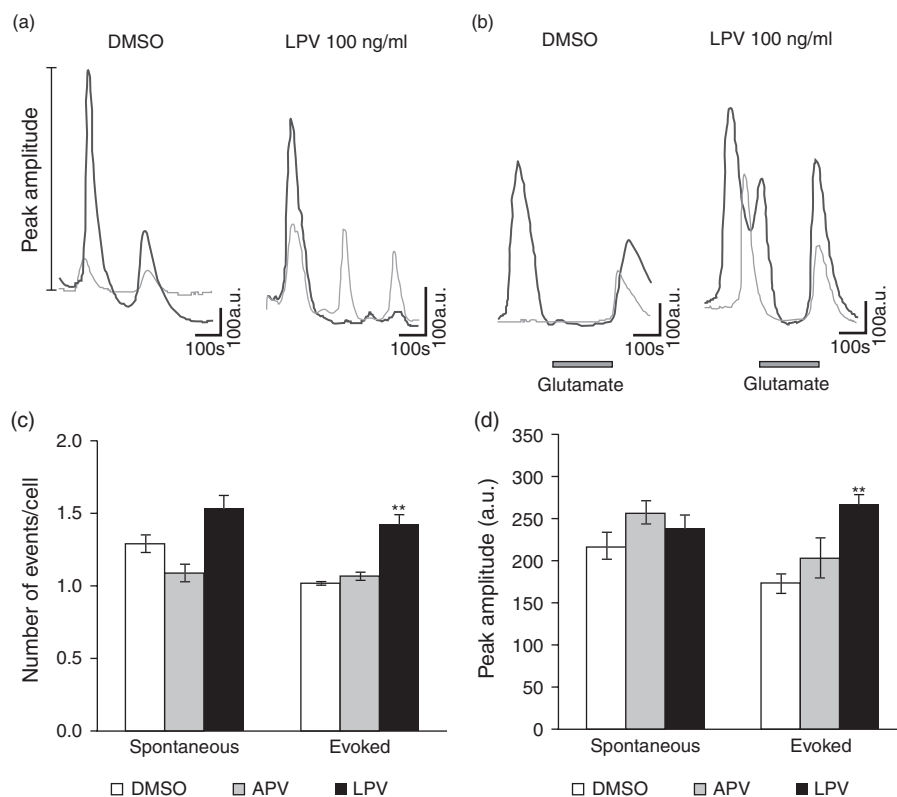 (a)
DMSO
LPV 100 ng/ml
Peak amplitude
100s
100a.u.
100s
100a.u.
(b)
DMSO
LPV 100 ng/ml
100s
100a.u.
100s
100a.u.
Glutamate
Glutamate
(c)
Number of events/cell
2.0
1.5
1.0
0.5
0.0
**
Spontaneous
Evoked
DMSO
APV
LPV
(d)
Peak amplitude (a.u.)
350
300
250
200
150
100
50
0
**
Spontaneous
Evoked
DMSO
APV
LPV